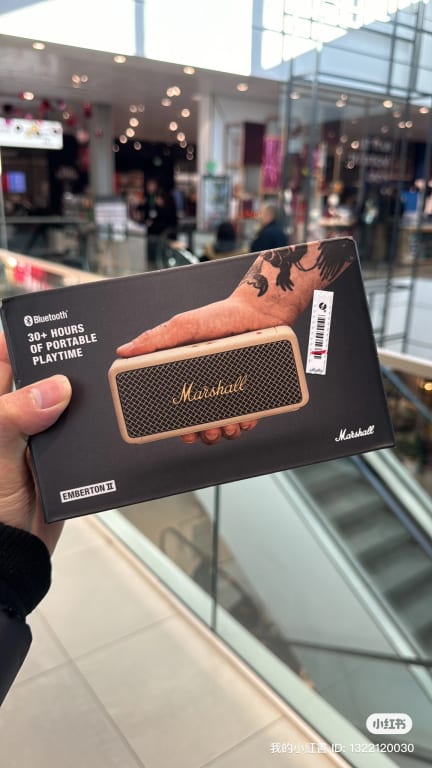 Bluetooth®
30+ HOURS
OF PORTABLE
PLAYTIME
Marshall
Marshall
EMBERTON II
小红书
我的小红书 ID: 1322120030